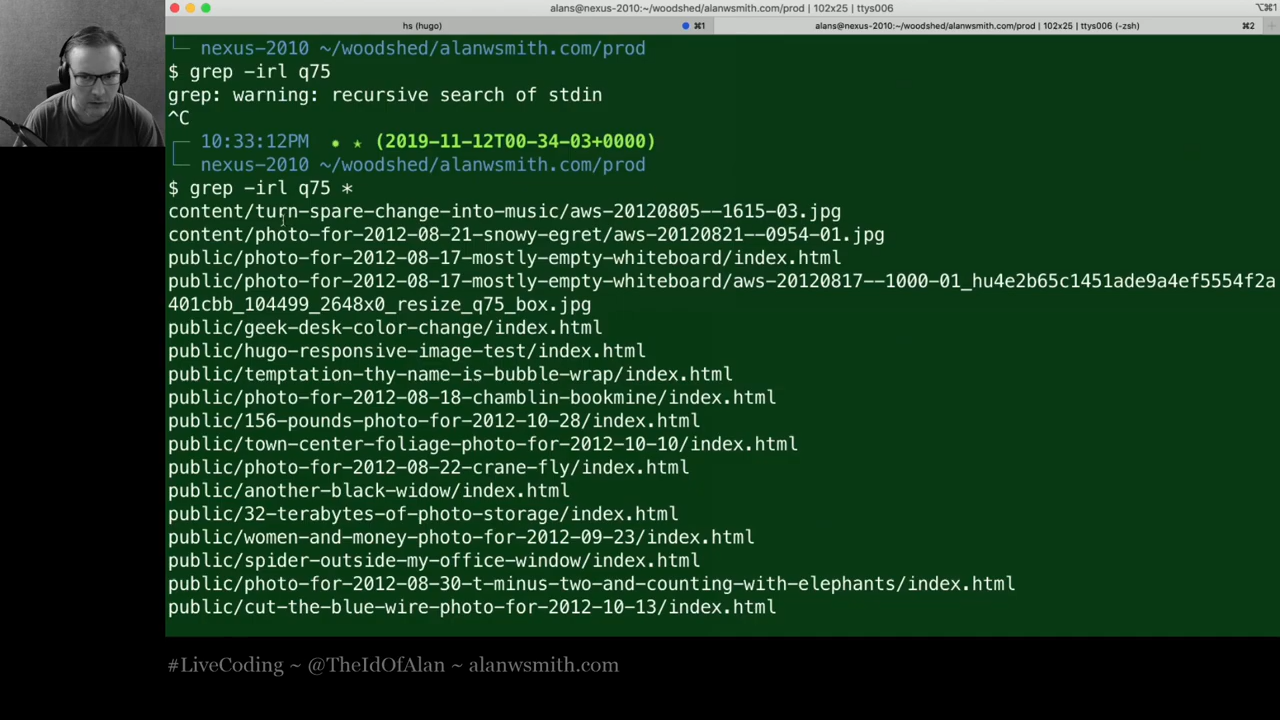 alans@nexus-2010:~/woodshed/alanwsmith.com/prod | 102x25 | ttys006
⌥⌘1
hs (hugo)
⌘1
alans@nexus-2010:~/woodshed/alanwsmith.com/prod | 102x25 | ttys006 (-zsh)
⌘2
nexus-2010 ~/woodshed/alanwsmith.com/prod
$ grep -irl q75
grep: warning: recursive search of stdin
^C
10:33:12PM ● ★ (2019-11-12T00-34-03+0000)
nexus-2010 ~/woodshed/alanwsmith.com/prod
$ grep -irl q75 *
content/turn-spare-change-into-music/aws-20120805--1615-03.jpg
content/photo-for-2012-08-21-snowy-egret/aws-20120821--0954-01.jpg
public/photo-for-2012-08-17-mostly-empty-whiteboard/index.html
public/photo-for-2012-08-17-mostly-empty-whiteboard/aws-20120817--1000-01_hu4e2b65c1451ade9a4ef5554f2a
401cbb_104499_2648x0_resize_q75_box.jpg
public/geek-desk-color-change/index.html
public/hugo-responsive-image-test/index.html
public/temptation-thy-name-is-bubble-wrap/index.html
public/photo-for-2012-08-18-chamblin-bookmine/index.html
public/156-pounds-photo-for-2012-10-28/index.html
public/town-center-foliage-photo-for-2012-10-10/index.html
public/photo-for-2012-08-22-crane-fly/index.html
public/another-black-widow/index.html
public/32-terabytes-of-photo-storage/index.html
public/women-and-money-photo-for-2012-09-23/index.html
public/spider-outside-my-office-window/index.html
public/photo-for-2012-08-30-t-minus-two-and-counting-with-elephants/index.html
public/cut-the-blue-wire-photo-for-2012-10-13/index.html
#LiveCoding ~ @TheIdOfAlan ~ alanwsmith.com